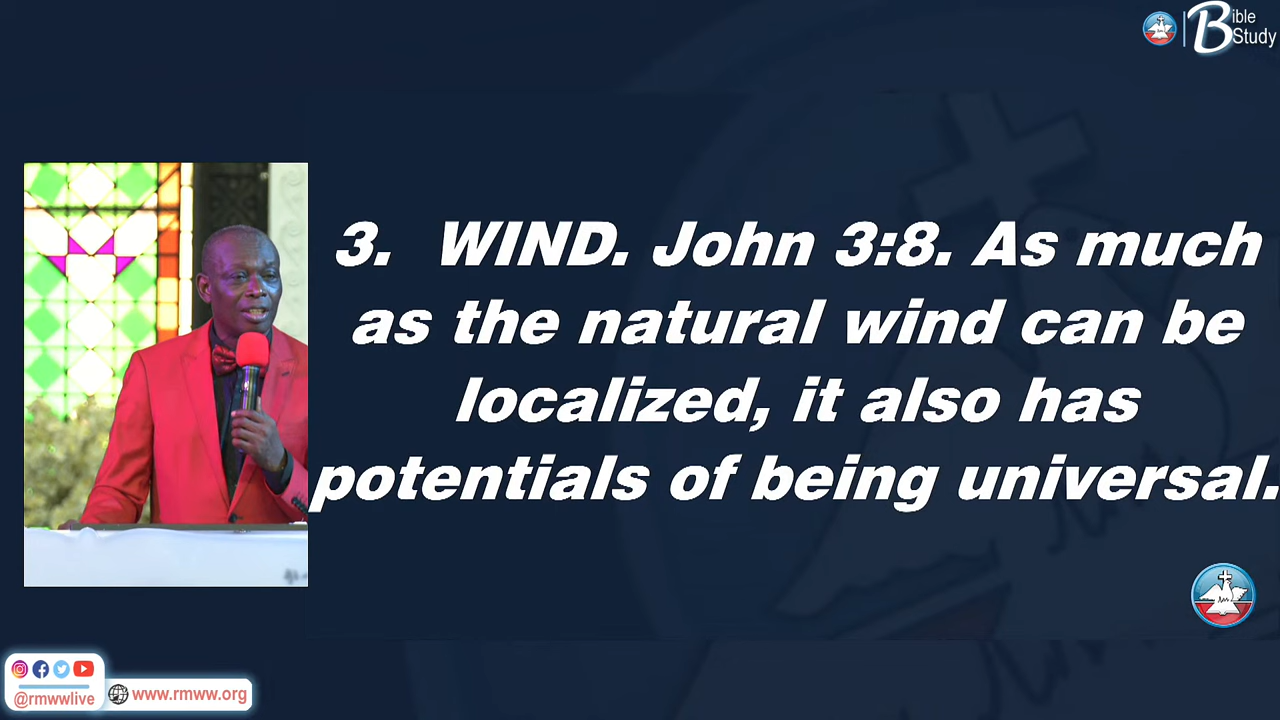 Bible
Study
3. WIND. John 3:8. As much
as the natural wind can be
localized, it also has
potentials of being universal.
@rmwwlive
www.rmww.org